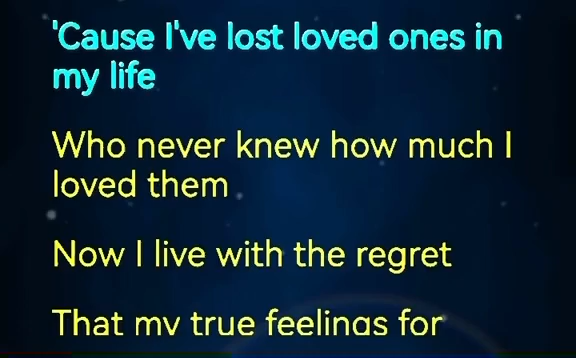 'Cause I've lost loved ones in
my life
Who never knew how much I
loved them
Now I live with the regret
That my true feelings for